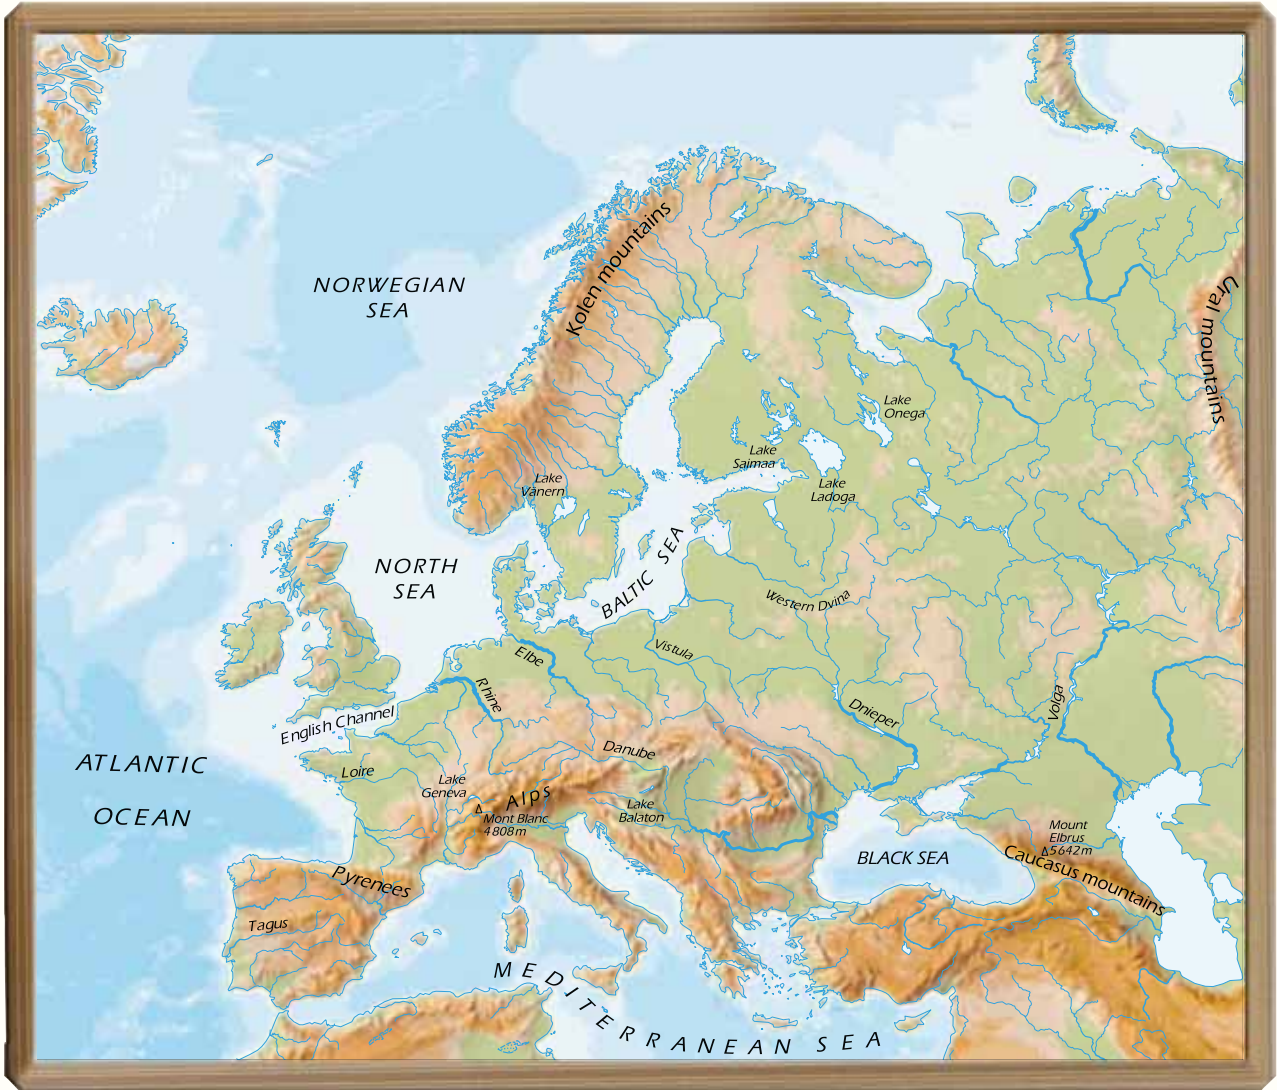 Kolen mountains
NORWEGIAN
SEA
Ural mountains
Lake
Onega
Lake
Saimaa
Lake
Ladoga
Lake
Vänern
NORTH
SEA
BALTIC SEA
Western Dvina
Vistula
Elbe
Rhine
Volga
Dnieper
English Channel
Danube
ATLANTIC
OCEAN
Loire
Lake
Geneva
Alps
Mont Blanc
4808m
Lake
Balaton
Mount
Elbrus
5642m
BLACK SEA
Caucasus mountains
Pyrenees
Tagus
MEDITERRANEAN SEA